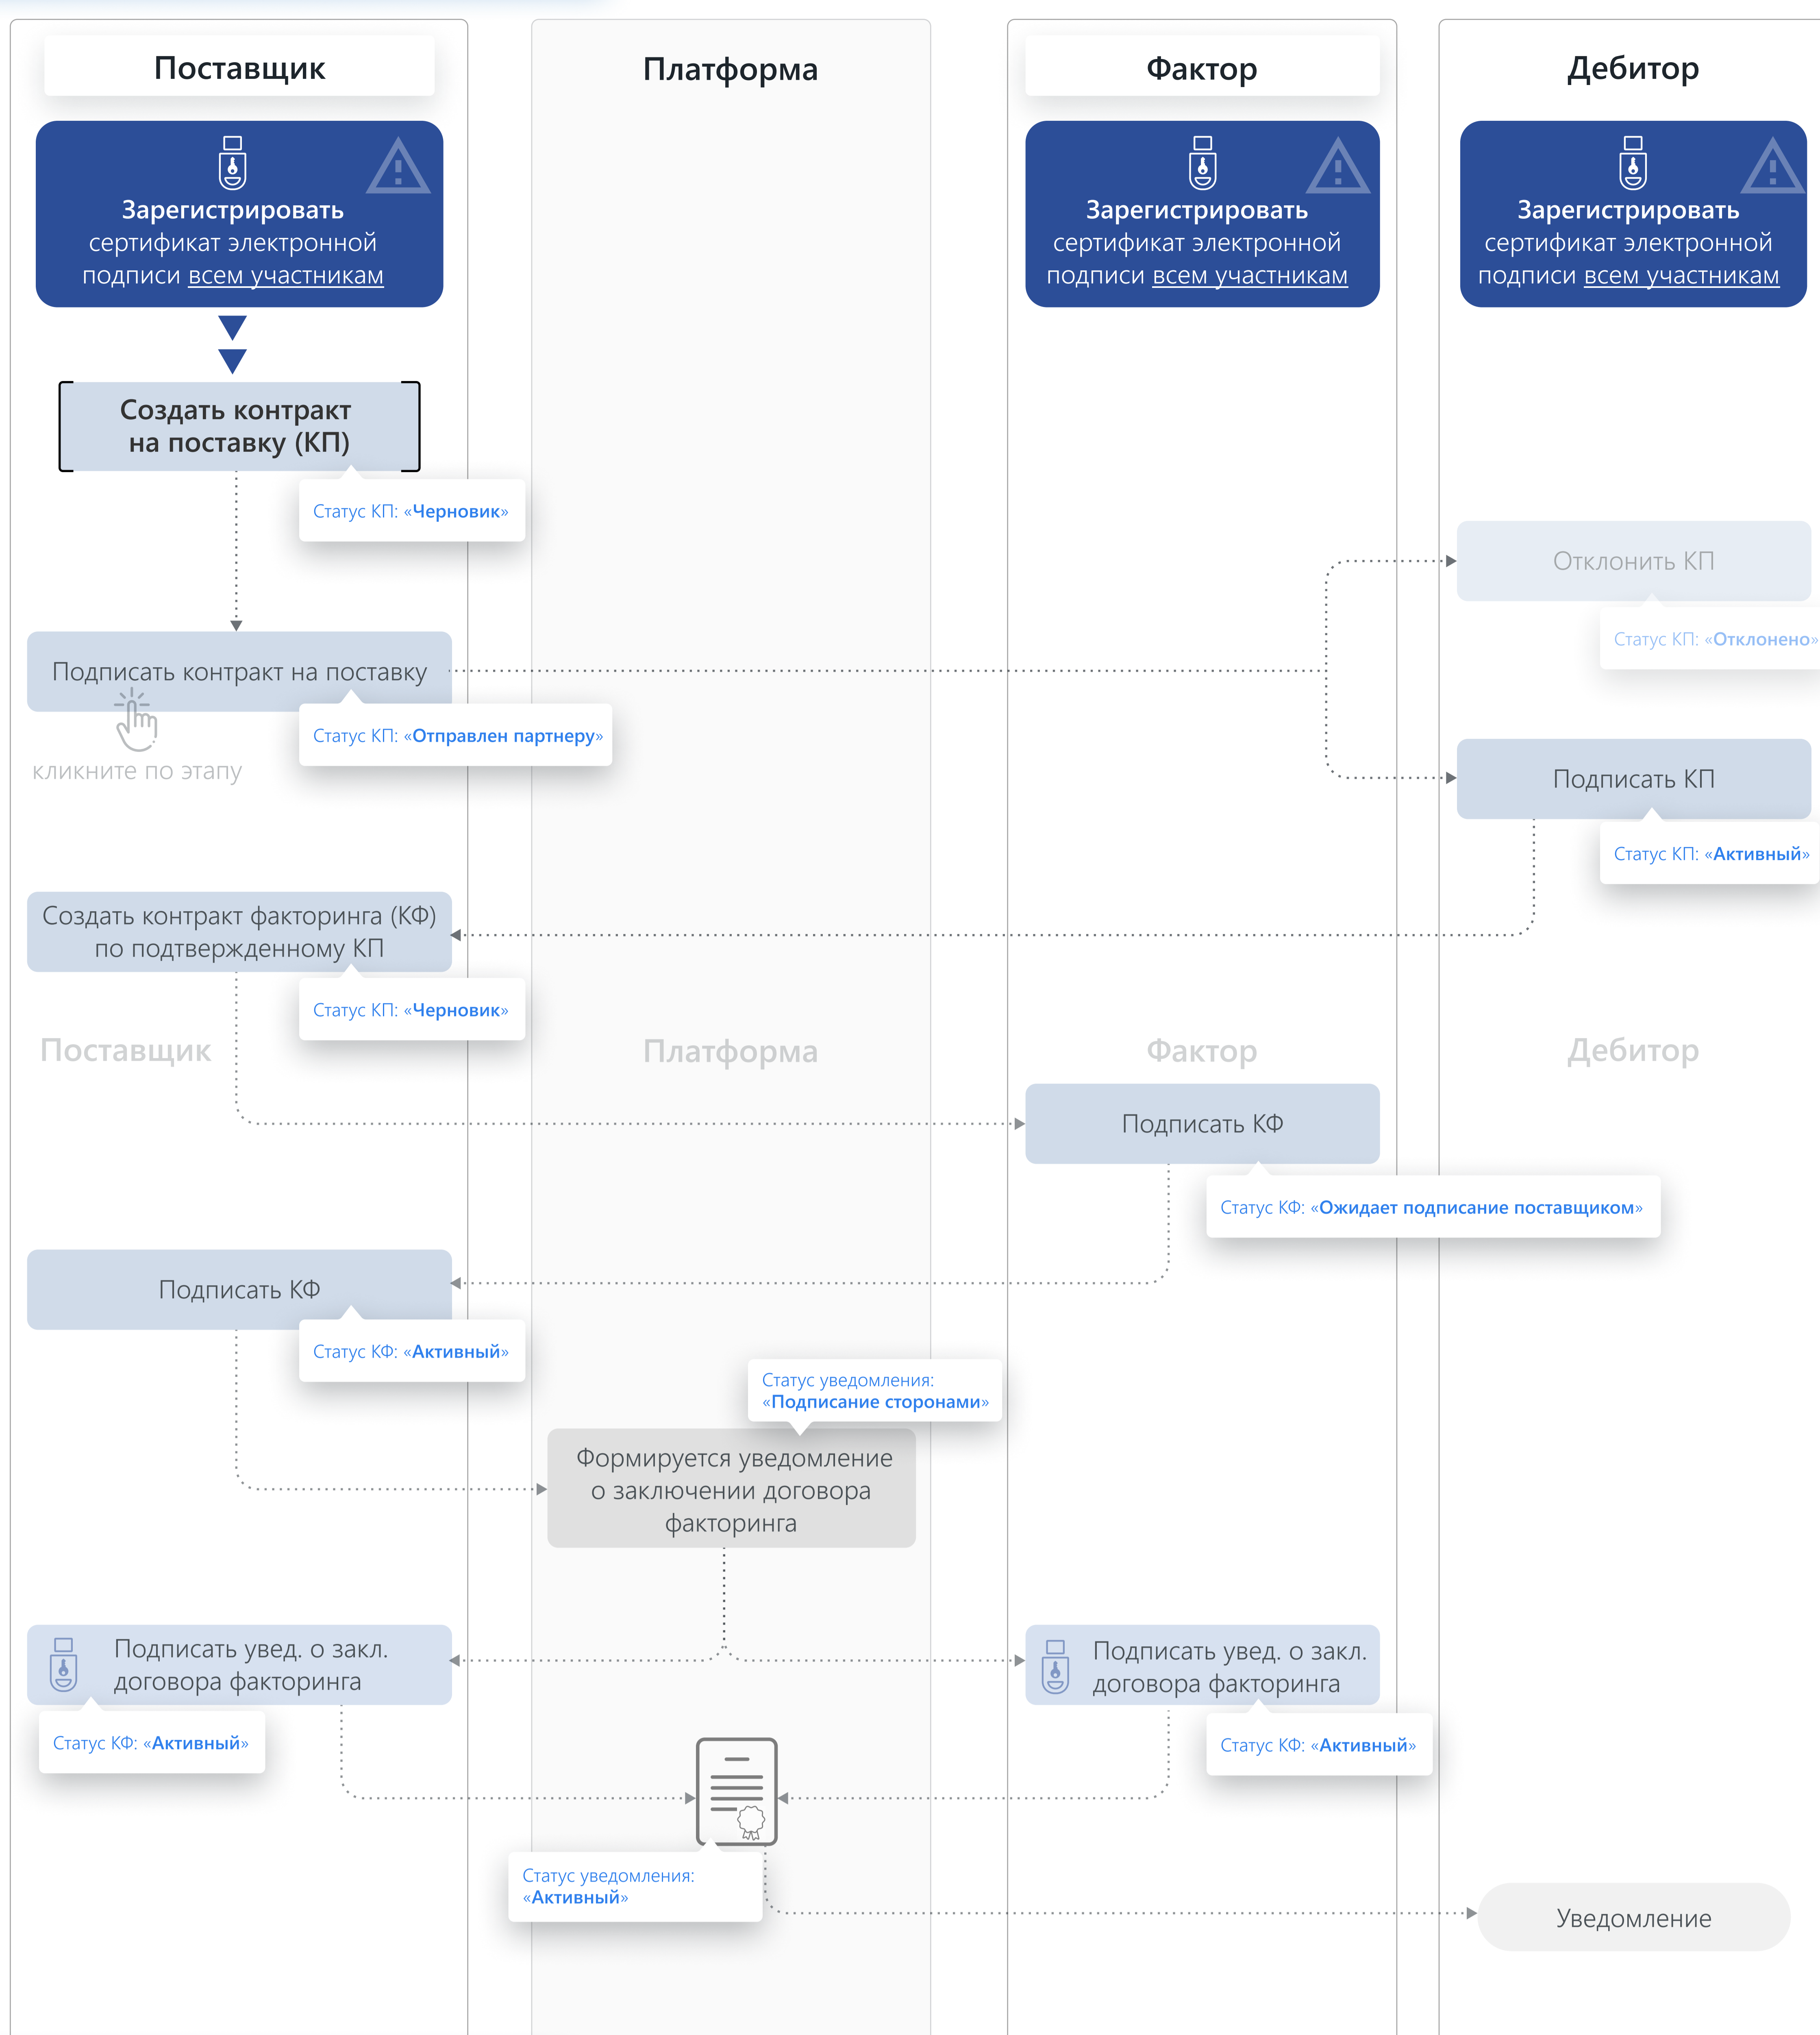 Поставщик
Платформа
Фактор
Дебитор
Зарегистрировать
сертификат электронной
подписи всем участникам
Зарегистрировать
сертификат электронной
подписи всем участникам
Зарегистрировать
сертификат электронной
подписи всем участникам
Создать контракт
на поставку (КП)
Статус КП: «Черновик»
Отклонить КП
Статус КП: «Отклонено»
Подписать контракт на поставку
Статус КП: «Отправлен партнеру»
кликните по этапу
Подписать КП
Статус КП: «Активный»
Создать контракт факторинга (КФ)
по подтвержденному КП
Статус КП: «Черновик»
Поставщик
Платформа
Фактор
Дебитор
Подписать КФ
Статус КФ: «Ожидает подписание поставщиком»
Подписать КФ
Статус КФ: «Активный»
Статус уведомления:
«Подписание сторонами»
Формируется уведомление
о заключении договора
факторинга
Подписать увед. о закл.
договора факторинга
Статус КФ: «Активный»
Подписать увед. о закл.
договора факторинга
Статус КФ: «Активный»
Статус уведомления:
«Активный»
Уведомление